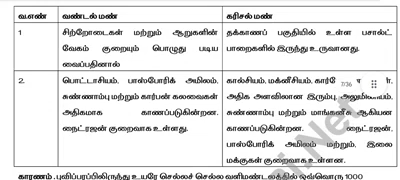 வ.எண் வண்டல் மண் கரிசல் மண்
1 சிற்றோடைகள் மற்றும் ஆறுகளின்
வேகம் குறையும் பொழுது படிய
வைப்பதினால்
தக்காணப் பகுதியில் உள்ள பசால்ட்
பாறைகளில் இருந்து உருவானது.
2. பொட்டாசியம், பாஸ்போரிக் அமிலம்,
சுண்ணாம்பு மற்றும் கார்பன் கலவைகள்
அதிகமாக காணப்படுகின்றன.
நைட்ரஜன் குறைவாக உள்ளது.
கால்சியம், மக்னீசியம்,
அதிக அளவிலான இரும்பு, அலுமினியம்,
சுண்ணாம்பு மற்றும் மாங்கனீசு ஆகியன
காணப்படுகின்றன. நைட்ரஜன்,
பாஸ்போரிக் அமிலம் மற்றும் இலை
மக்குகள் குறைவாக உள்ளன.
காரணம் . புவிப்பரப்பிலிருந்து உயரே செல்லச் செல்ல வளிமண்டலத்தில் ஒவ்வொரு 1000